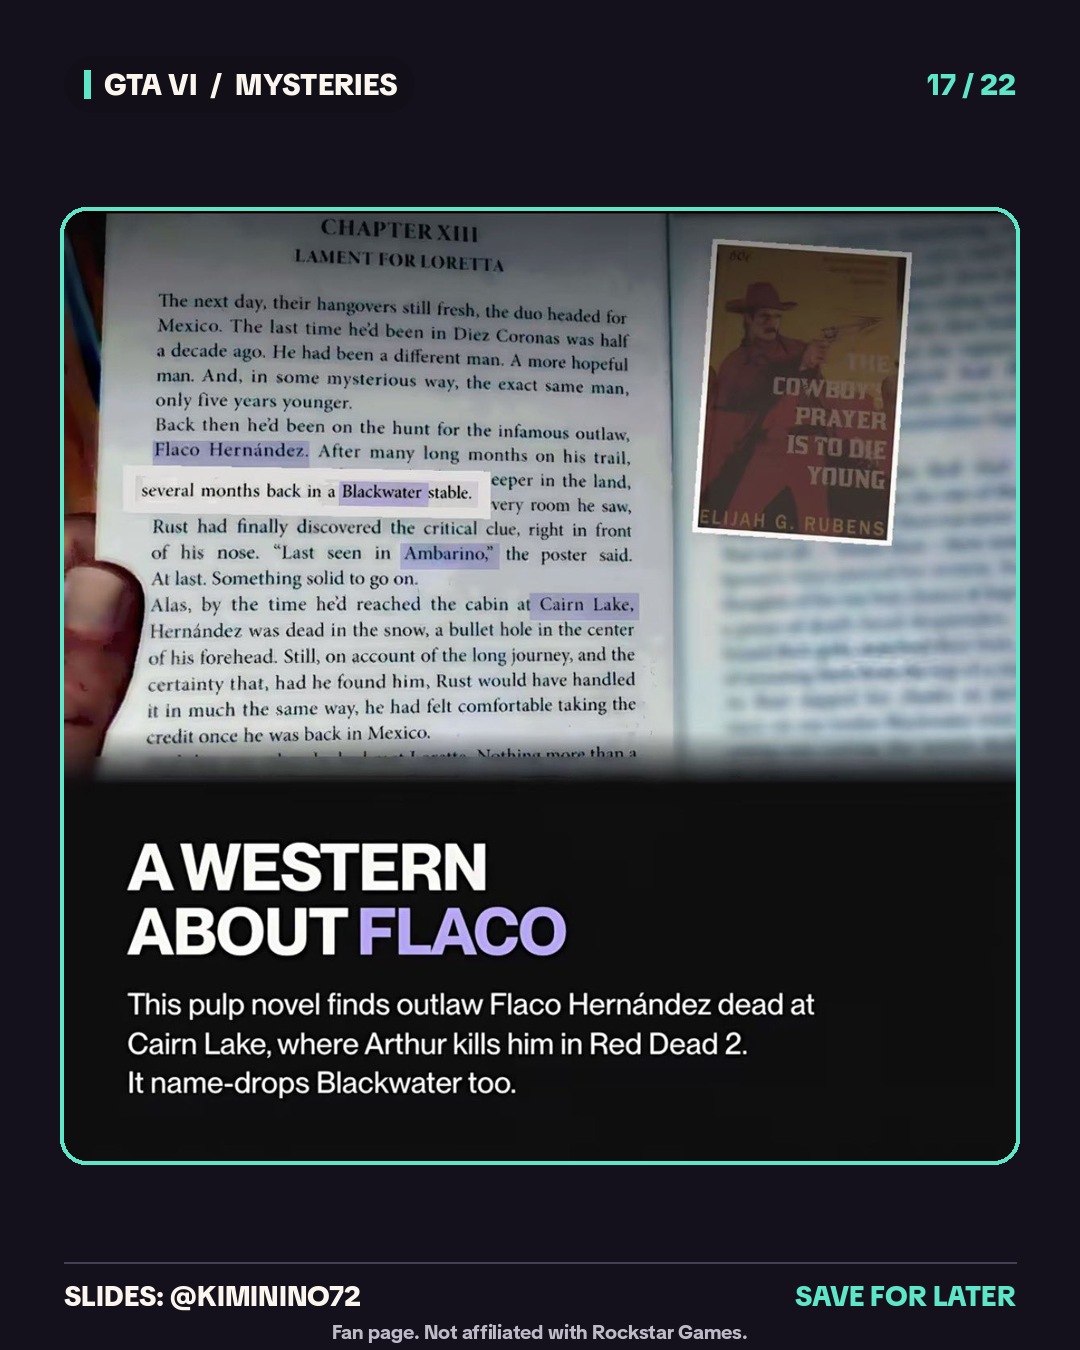 GTA VI / MYSTERIES
17 / 22
CHAPTER XIII
LAMENT FOR LORETTA
The next day, their hangovers still fresh, the duo headed for
Mexico. The last time he'd been in Diez Coronas was half
a decade ago. He had been a different man. A more hopeful
man. And, in some mysterious way, the exact same man,
only five years younger.
Back then he'd been on the hunt for the infamous outlaw,
Flaco Hernández. After many long months on his trail,
eeper in the land,
several months back in a Blackwater stable.
very room he saw,
Rust had finally discovered the critical clue, right in front
of his nose. “Last seen in Ambarino,” the poster said.
At last. Something solid to go on.
Alas, by the time he'd reached the cabin at Cairn Lake,
Hernández was dead in the snow, a bullet hole in the center
of his forehead. Still, on account of the long journey, and the
certainty that, had he found him, Rust would have handled
it in much the same way, he had felt comfortable taking the
credit once he was back in Mexico.
Loretta. Nothing more than a
60c
THE
COWBOY'S
PRAYER
IS TO DIE
YOUNG
ELIJAH G. RUBENS
A WESTERN
ABOUT FLACO
This pulp novel finds outlaw Flaco Hernández dead at
Cairn Lake, where Arthur kills him in Red Dead 2.
It name-drops Blackwater too.
SLIDES: @KIMININO72
SAVE FOR LATER
Fan page. Not affiliated with Rockstar Games.